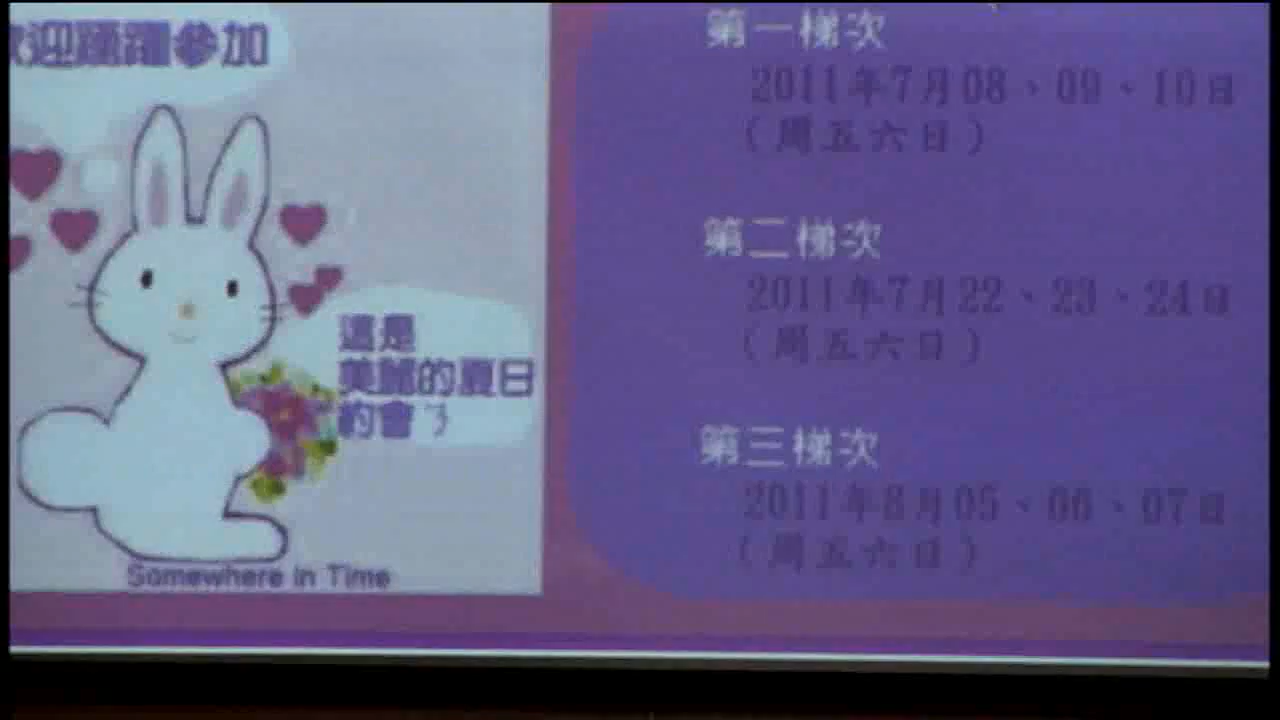 歡迎踴躍參加
這是
美麗的夏日
約會
Somewhere in Time
第一梯次
2011年7月08、09、10日
(周五六日)
第二梯次
2011年7月22、23、24日
(周五六日)
第三梯次
2011年8月05、06、07日
(周五六日)